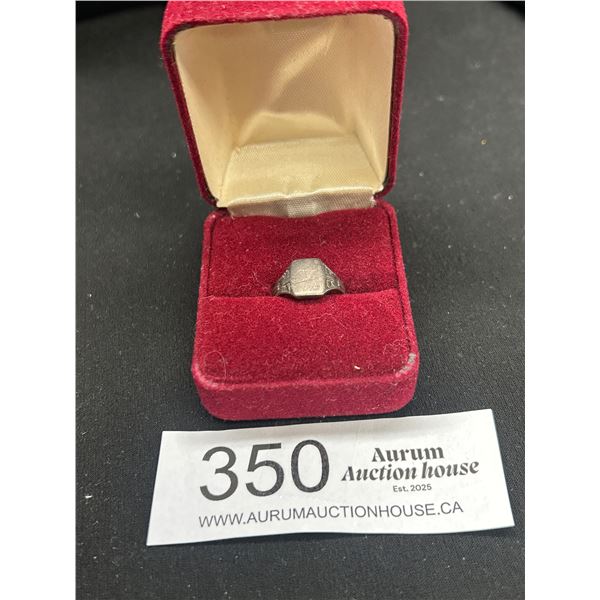 350
Aurum
Auction house
Est. 2025
WWW.AURUMAUCTIONHOUSE.CA